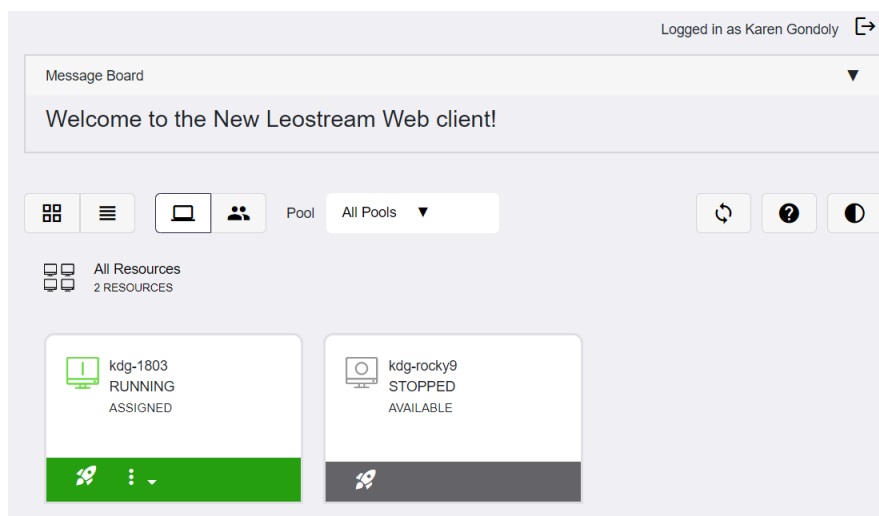 Logged in as Karen Gondoly
Message Board
Welcome to the New Leostream Web client!
Pool
All Pools
All Resources
2 RESOURCES
kdg-1803
RUNNING
ASSIGNED
kdg-rocky9
STOPPED
AVAILABLE